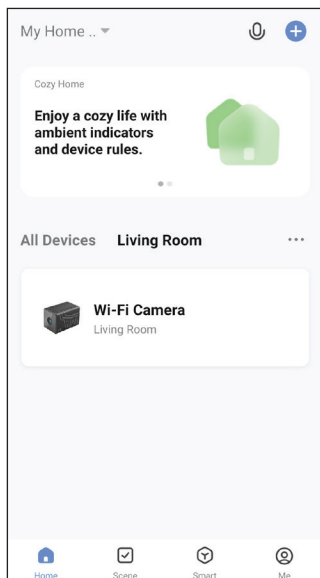 My Home ..
Cozy Home
Enjoy a cozy life with
ambient indicators
and device rules.
All Devices Living Room ...
Wi-Fi Camera
Living Room
Home Scene Smart Me